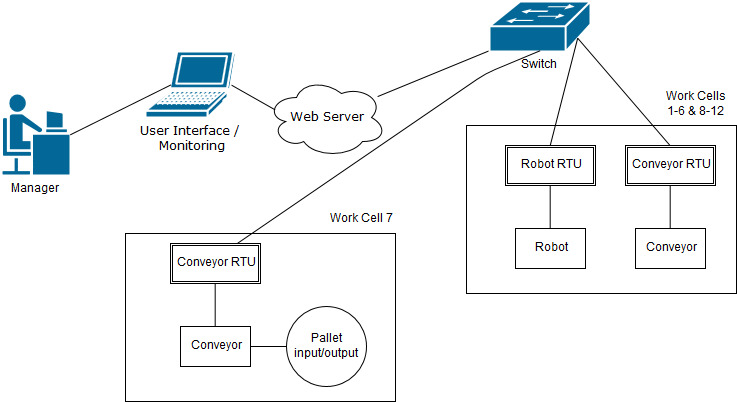 Switch
Work Cells
1-6 & 8-12
Web Server
User Interface /
Monitoring
Manager
Robot RTU
Conveyor RTU
Robot
Conveyor
Work Cell 7
Conveyor RTU
Conveyor
Pallet
input/output